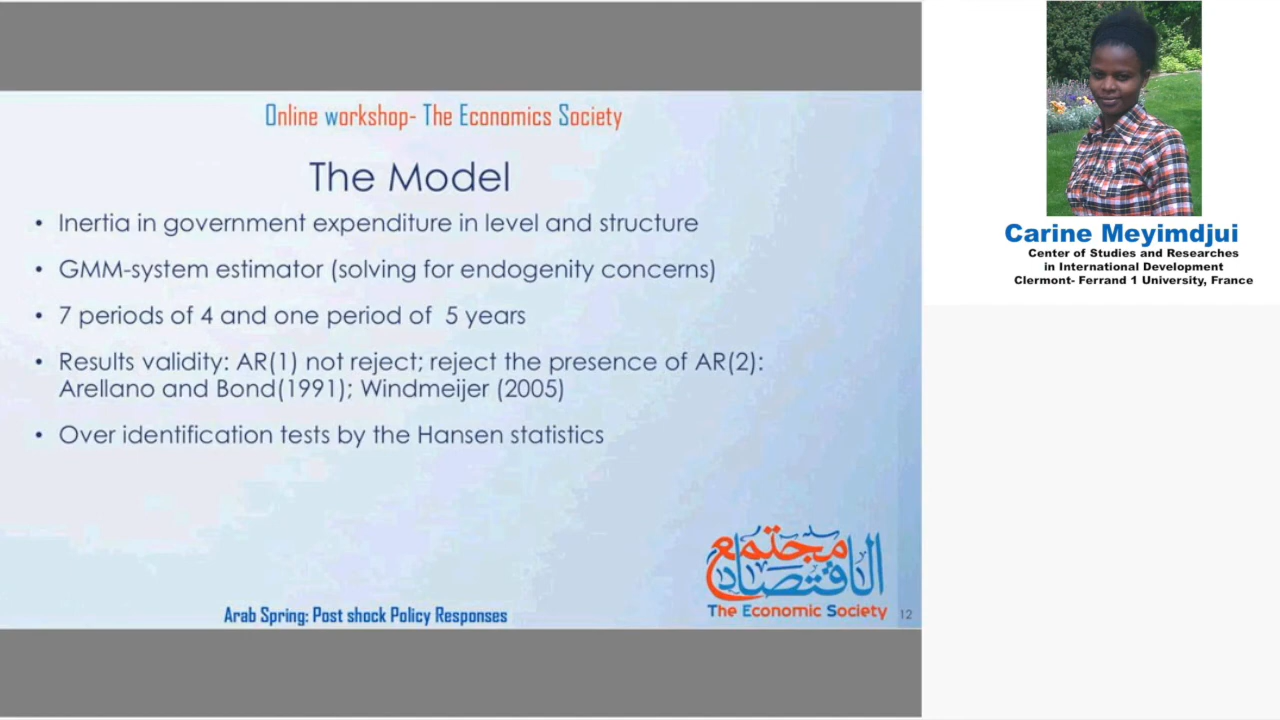 Online workshop- The Economics Society
The Model
• Inertia in government expenditure in level and structure
• GMM-system estimator (solving for endogenity concerns)
• 7 periods of 4 and one period of 5 years
• Results validity: AR(1) not reject; reject the presence of AR(2):
Arellano and Bond(1991); Windmeijer (2005)
• Over identification tests by the Hansen statistics
مجتمع
الاقتصاد
The Economic Society
Arab Spring: Post shock Policy Responses
12
Carine Meyimdjui
Center of Studies and Researches
in International Development
Clermont- Ferrand 1 University, France